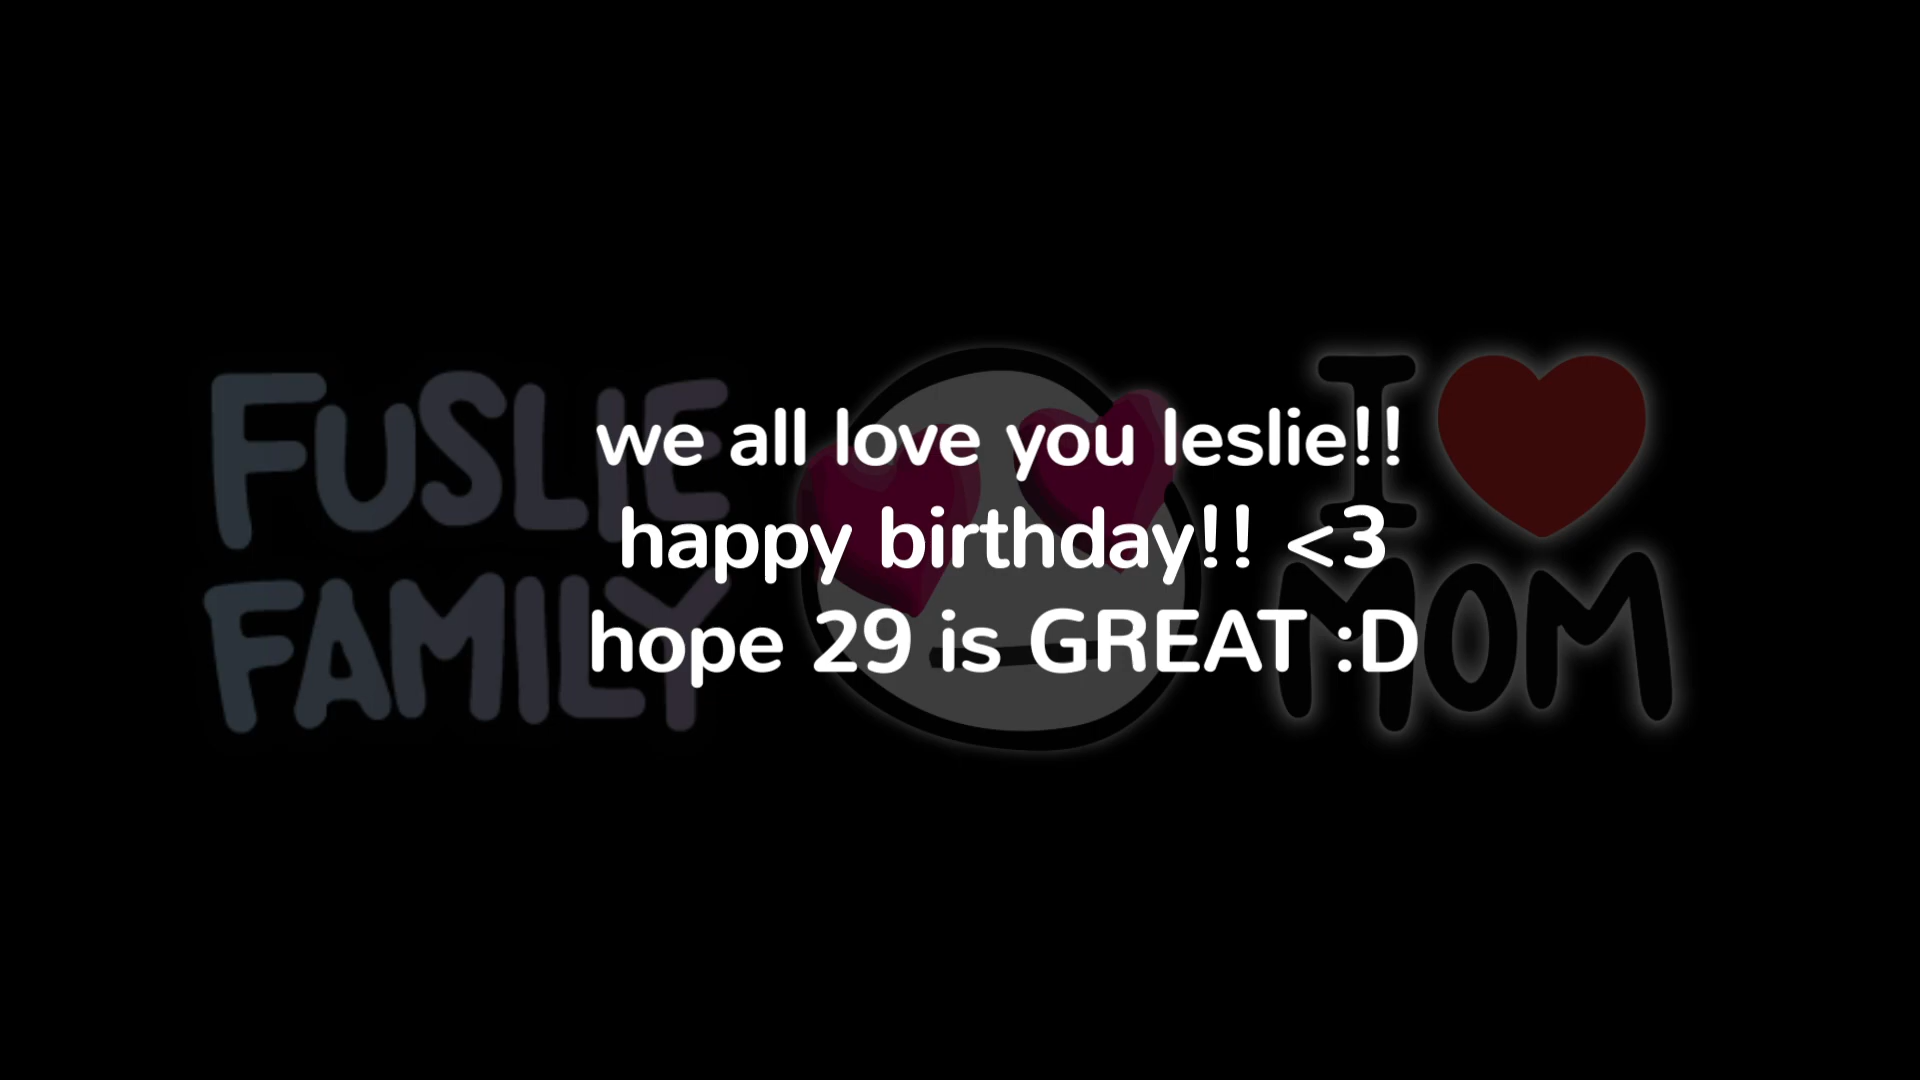 FUSLIE
FAMILY
we all love you leslie!!
happy birthday!! <3
hope 29 is GREAT :D
I
MOM